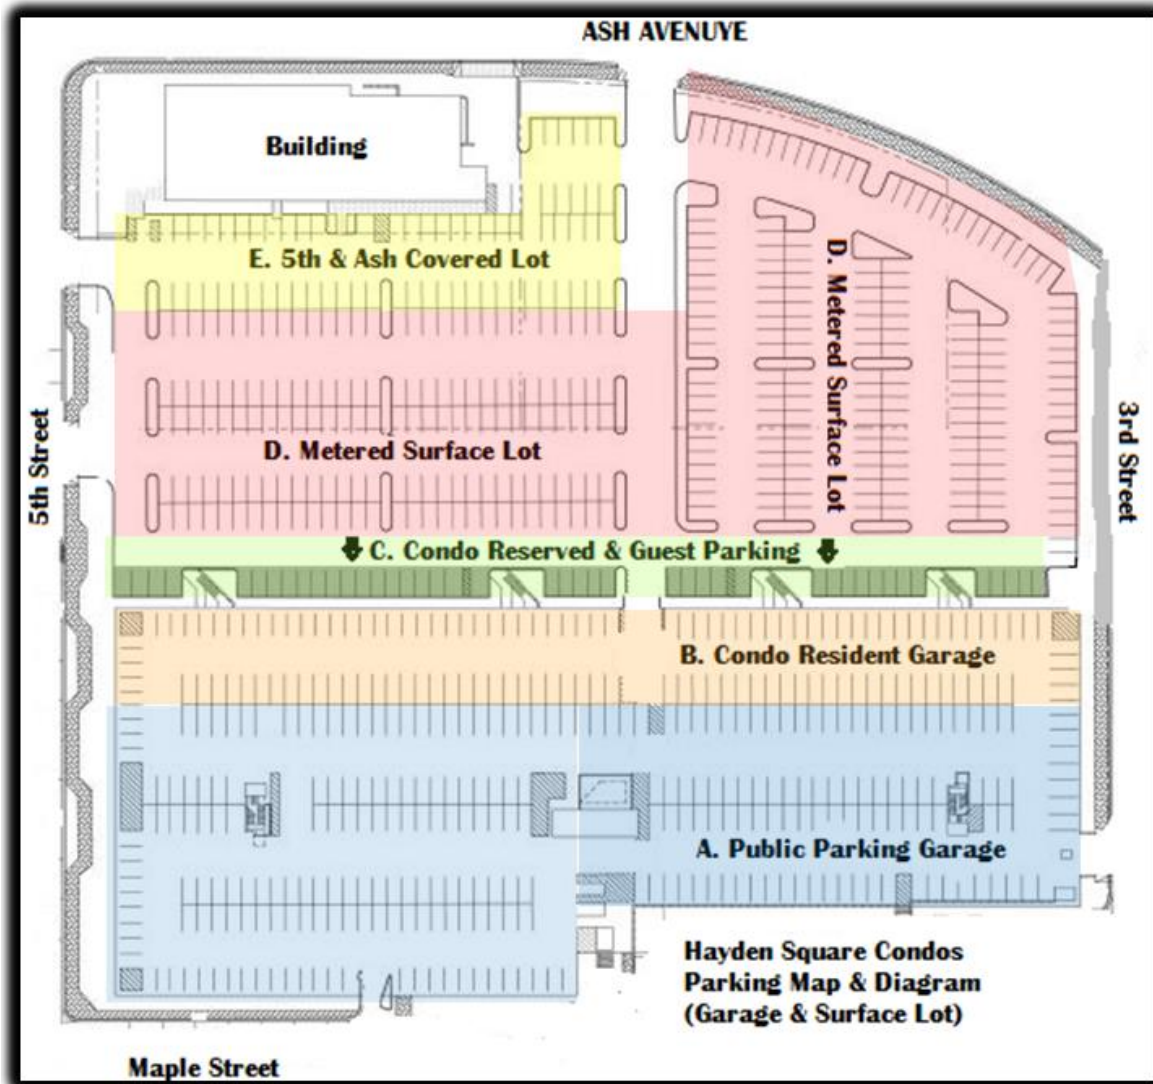 ASH AVENUYE
Building
E. 5th & Ash Covered Lot
D. Metered Surface Lot
5th Street
D. Metered Surface Lot
3rd Street
C. Condo Reserved & Guest Parking
B. Condo Resident Garage
A. Public Parking Garage
Hayden Square Condos
Parking Map & Diagram
(Garage & Surface Lot)
Maple Street